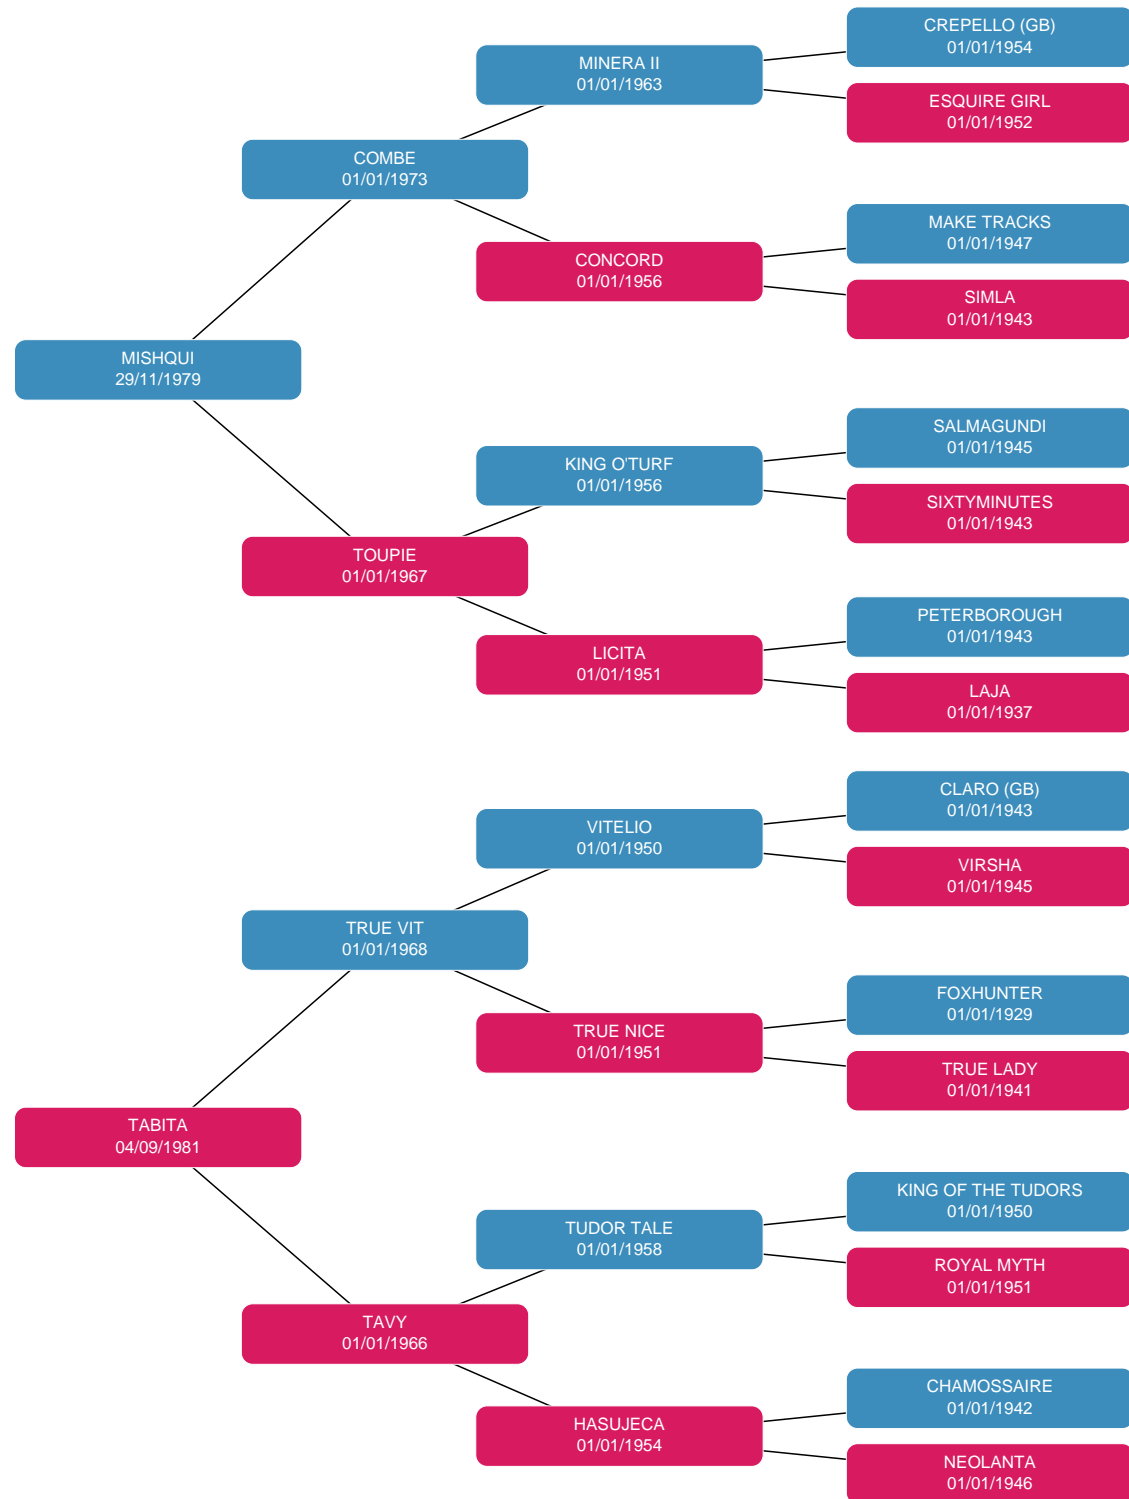 CREPELLO (GB)
01/01/1954
MINERA II
01/01/1963
ESQUIRE GIRL
01/01/1952
COMBE
01/01/1973
MAKE TRACKS
01/01/1947
CONCORD
01/01/1956
SIMLA
01/01/1943
MISHQUI
29/11/1979
SALMAGUNDI
01/01/1945
KING O'TURF
01/01/1956
SIXTYMINUTES
01/01/1943
TOUPIE
01/01/1967
PETERBOROUGH
01/01/1943
LICITA
01/01/1951
LAJA
01/01/1937
CLARO (GB)
01/01/1943
VITELIO
01/01/1950
VIRSHA
01/01/1945
TRUE VIT
01/01/1968
FOXHUNTER
01/01/1929
TRUE NICE
01/01/1951
TRUE LADY
01/01/1941
TABITA
04/09/1981
KING OF THE TUDORS
01/01/1950
TUDOR TALE
01/01/1958
ROYAL MYTH
01/01/1951
TAVY
01/01/1966
CHAMOSSAIRE
01/01/1942
HASUJECA
01/01/1954
NEOLANTA
01/01/1946